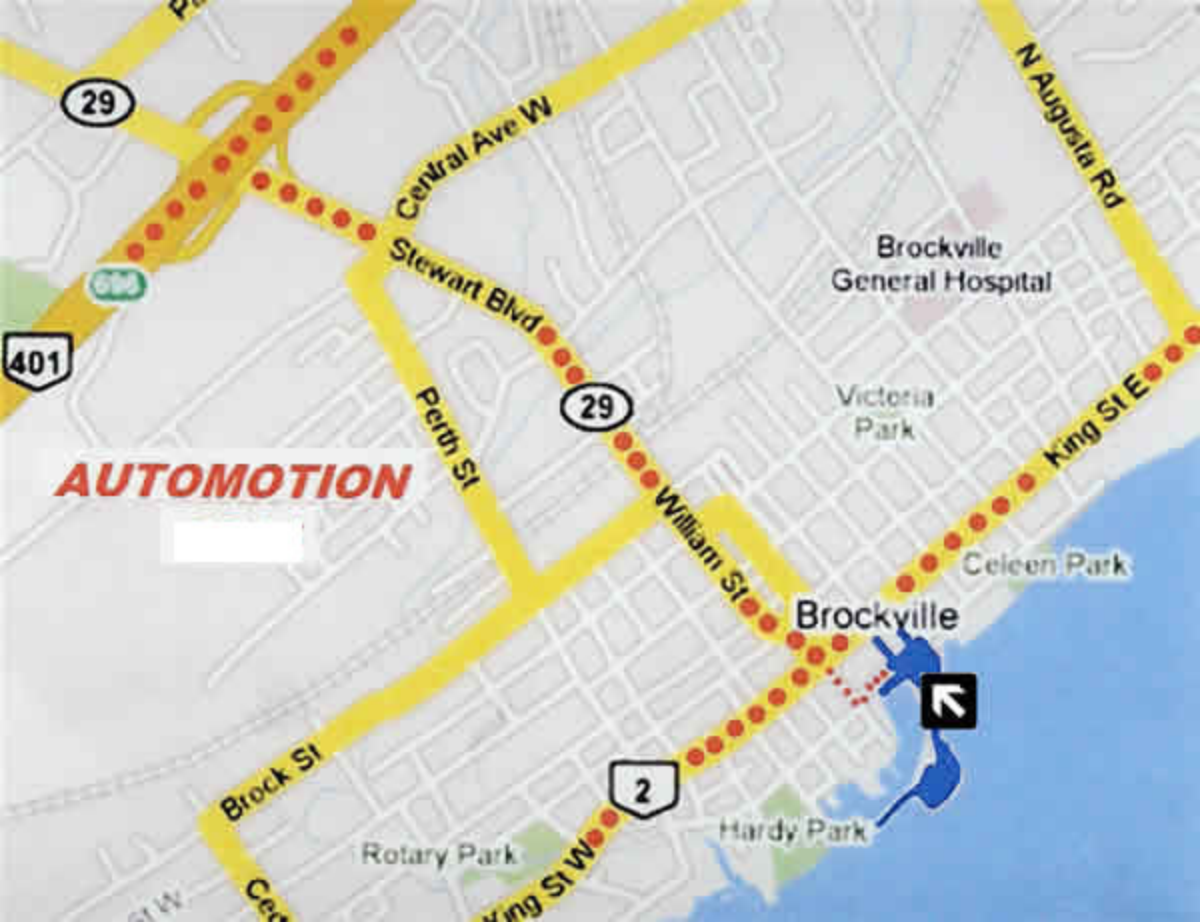 29
Central Ave W
N Augusta Rd
Brockville
General Hospital
Stewart Blvd
696
401
29
Victoria
Park
King St E
Perth St
AUTOMOTION
William St
Celeen Park
Brockville
Brock St
2
Hardy Park
Rotary Park
King St W